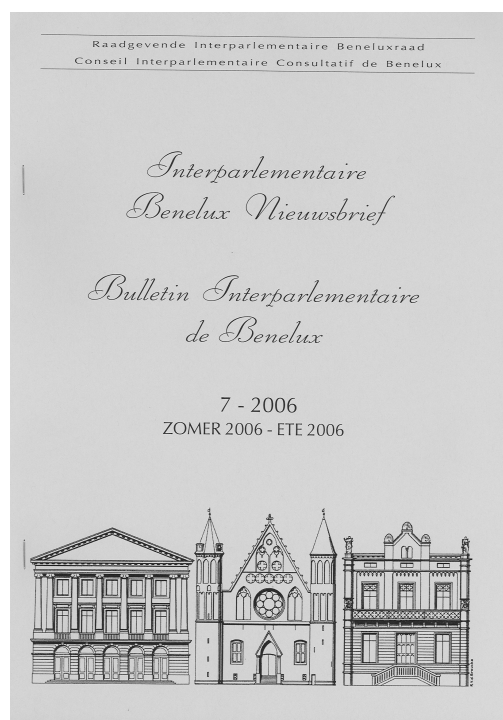 Raadgevende Interparlementaire Beneluxraad
Conseil Interparlementaire Consultatif de Benelux
Interparlementaire
Benelux Nieuwsbrief
Bulletin Interparlementaire
de Benelux
7 - 2006
ZOMER 2006 - ETE 2006